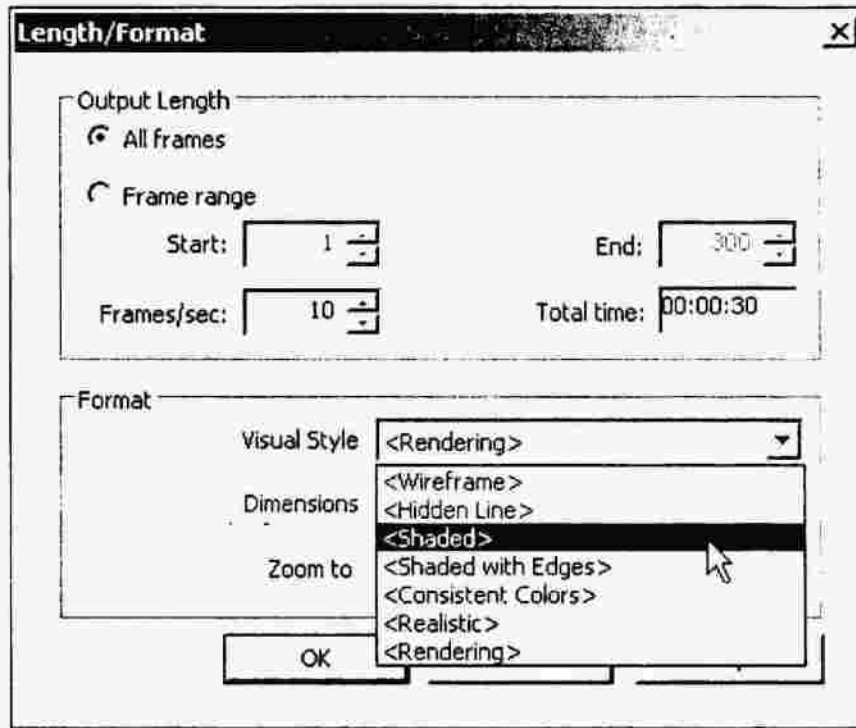 Length/Format
Output Length
All frames
Frame range
Start: 1 End: 300
Frames/sec: 10 Total time: 00:00:30
Format
Visual Style <Rendering>
<Wireframe>
Dimensions <Hidden Line>
<Shaded>
Zoom to <Shaded with Edges>
<Consistent Colors>
<Realistic>
<Rendering>
OK